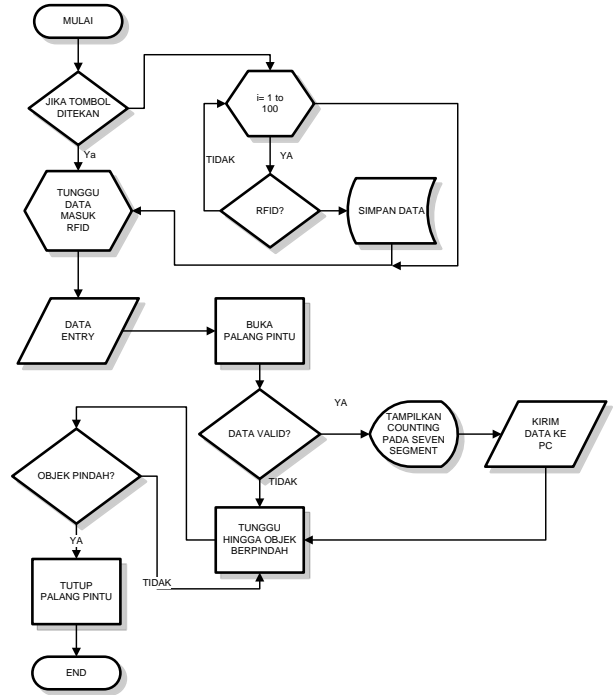 MULAI
JIKA TOMBOL
DITEKAN
Ya
i= 1 to
100
TIDAK
YA
RFID?
SIMPAN DATA
TUNGGU
DATA
MASUK
RFID
DATA
ENTRY
BUKA
PALANG PINTU
DATA VALID?
YA
TAMPILKAN
COUNTING
PADA SEVEN
SEGMENT
KIRIM
DATA KE
PC
TIDAK
OBJEK PINDAH?
TUNGGU
HINGGA OBJEK
BERPINDAH
YA
TIDAK
TUTUP
PALANG PINTU
END